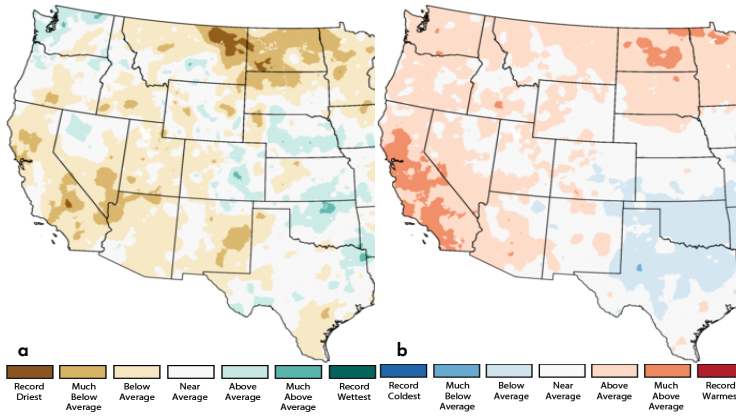 a
b
Record Driest
Much Below Average
Below Average
Near Average
Above Average
Much Above Average
Record Wettest
Record Coldest
Much Below Average
Below Average
Near Average
Above Average
Much Above Average
Record Warmes